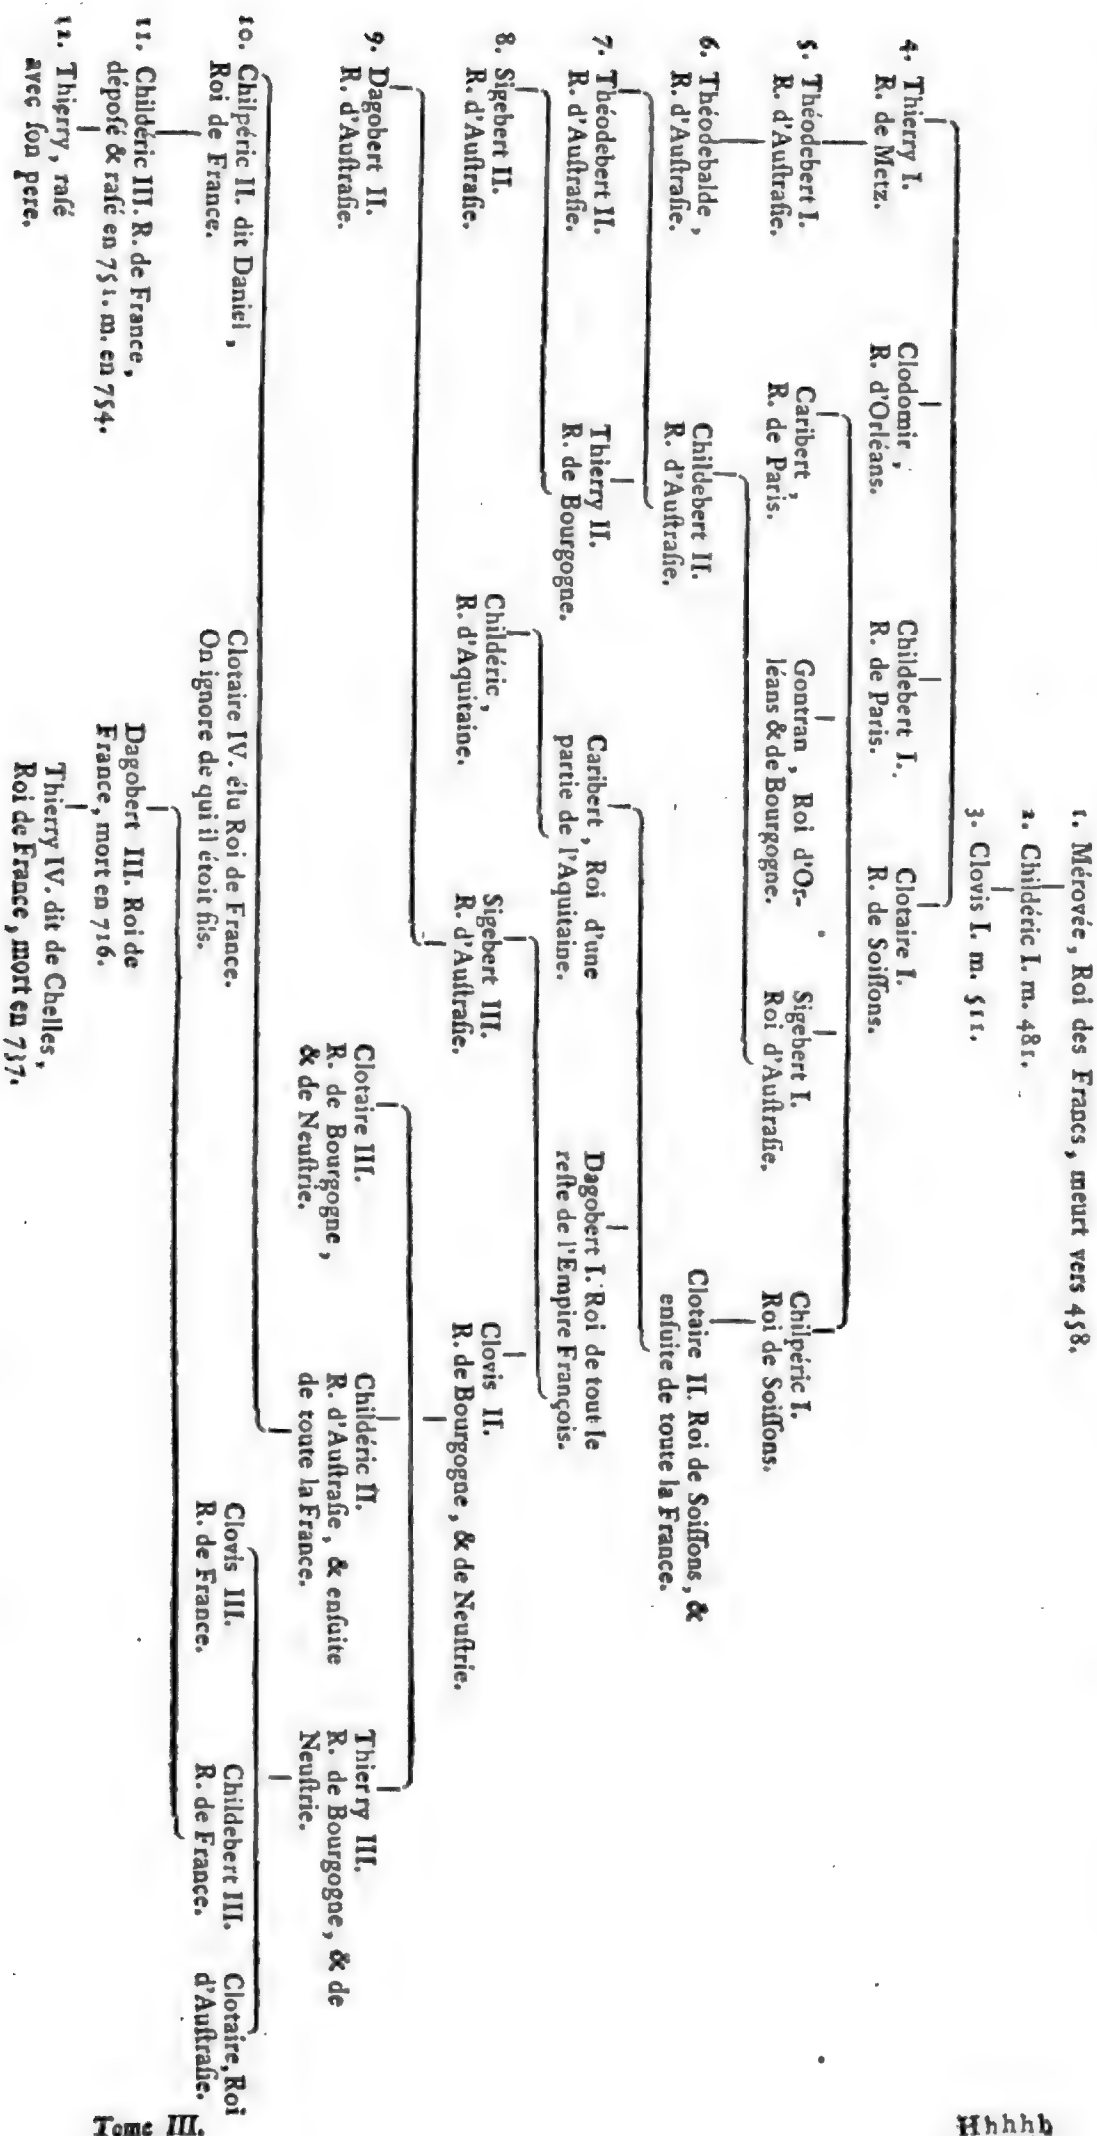 1. Mérovée, Roi des Francs, meurt vers 458.
2. Childéric I. m. 481.
3. Clovis I. m. 511.
4. Thierry I.
R. de Metz.
Clodomir,
R. d'Orléans.
Childebert I.
R. de Paris.
Clotaire I.
R. de Soiſſons.
5. Théodebert I.
R. d'Auſtraſie.
Caribert,
R. de Paris.
Gontran, Roi d'Or-
léans & de Bourgogne.
Sigebert I.
Roi d'Auſtraſie.
Chilpéric I.
Roi de Soiſſons.
6. Théodebalde,
R. d'Auſtraſie.
Childebert II.
R. d'Auſtraſie.
Clotaire II. Roi de Soiſſons, &
enſuite de toute la France.
7. Théodebert II.
R. d'Auſtraſie.
Thierry II.
R. de Bourgogne.
Caribert, Roi d'une
partie de l'Aquitaine.
Dagobert I. Roi de tout le
reſte de l'Empire François.
8. Sigebert II.
R. d'Auſtraſie.
Childéric,
R. d'Aquitaine.
Sigebert III.
R. d'Auſtraſie.
Clovis II.
R. de Bourgogne, & de Neuſtrie.
9. Dagobert II.
R. d'Auſtraſie.
Clotaire III.
R. de Bourgogne,
& de Neuſtrie.
Childéric II.
R. d'Auſtraſie, & enſuite
de toute la France.
Thierry III.
R. de Bourgogne, & de
Neuſtrie.
10. Chilpéric II. dit Daniel,
Roi de France.
Clotaire IV. élu Roi de France.
On ignore de qui il étoit fils.
Clovis III.
R. de France.
Childebert III.
R. de France.
Clotaire, Roi
d'Auſtraſie.
11. Childéric III. R. de France,
dépoſé & raſé en 751. m. en 754.
Dagobert III. Roi de
France, mort en 716.
12. Thierry, raſé
avec ſon pere.
Thierry IV. dit de Chelles,
Roi de France, mort en 737.
Tome III.
Hhhhh